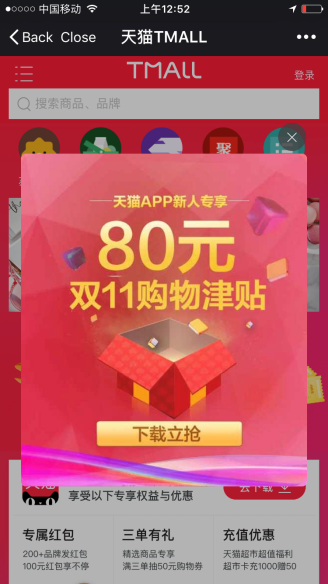 中国移动 上午12:52
Back Close 天猫TMALL
TMALL
登录
搜索商品、品牌
天猫APP新人专享
80元
双11购物津贴
下载立抢
享受以下专享权益与优惠
去下载
专属红包 三单有礼 充值优惠
200+品牌发红包 精选商品专享 天猫超市超值福利
100元红包享不停 满三单抽50元购物券 超市卡充1000赠50